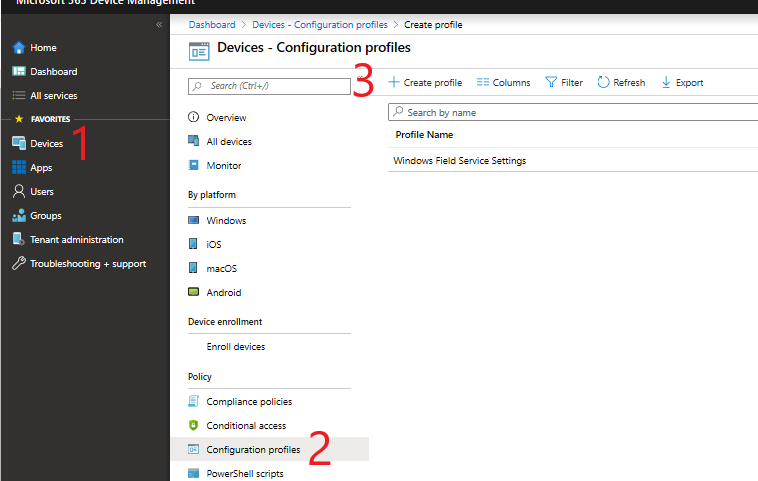 Microsoft 365 Device Management
«
Home
Dashboard
All services
FAVORITES
Devices
1
Apps
Users
Groups
Tenant administration
Troubleshooting + support
Dashboard > Devices - Configuration profiles > Create profile
Devices - Configuration profiles
Search (Ctrl+/)
«
Overview
All devices
Monitor
By platform
Windows
iOS
macOS
Android
Device enrollment
Enroll devices
Policy
Compliance policies
Conditional access
Configuration profiles
2
PowerShell scripts
3
+ Create profile
Columns
Filter
Refresh
Export
Search by name
Profile Name
Windows Field Service Settings